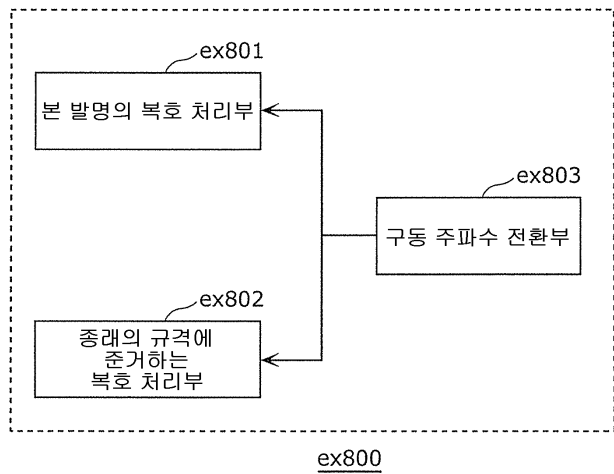 ex801
본 발명의 복호 처리부
ex803
구동 주파수 전환부
ex802
종래의 규격에
준거하는
복호 처리부
ex800